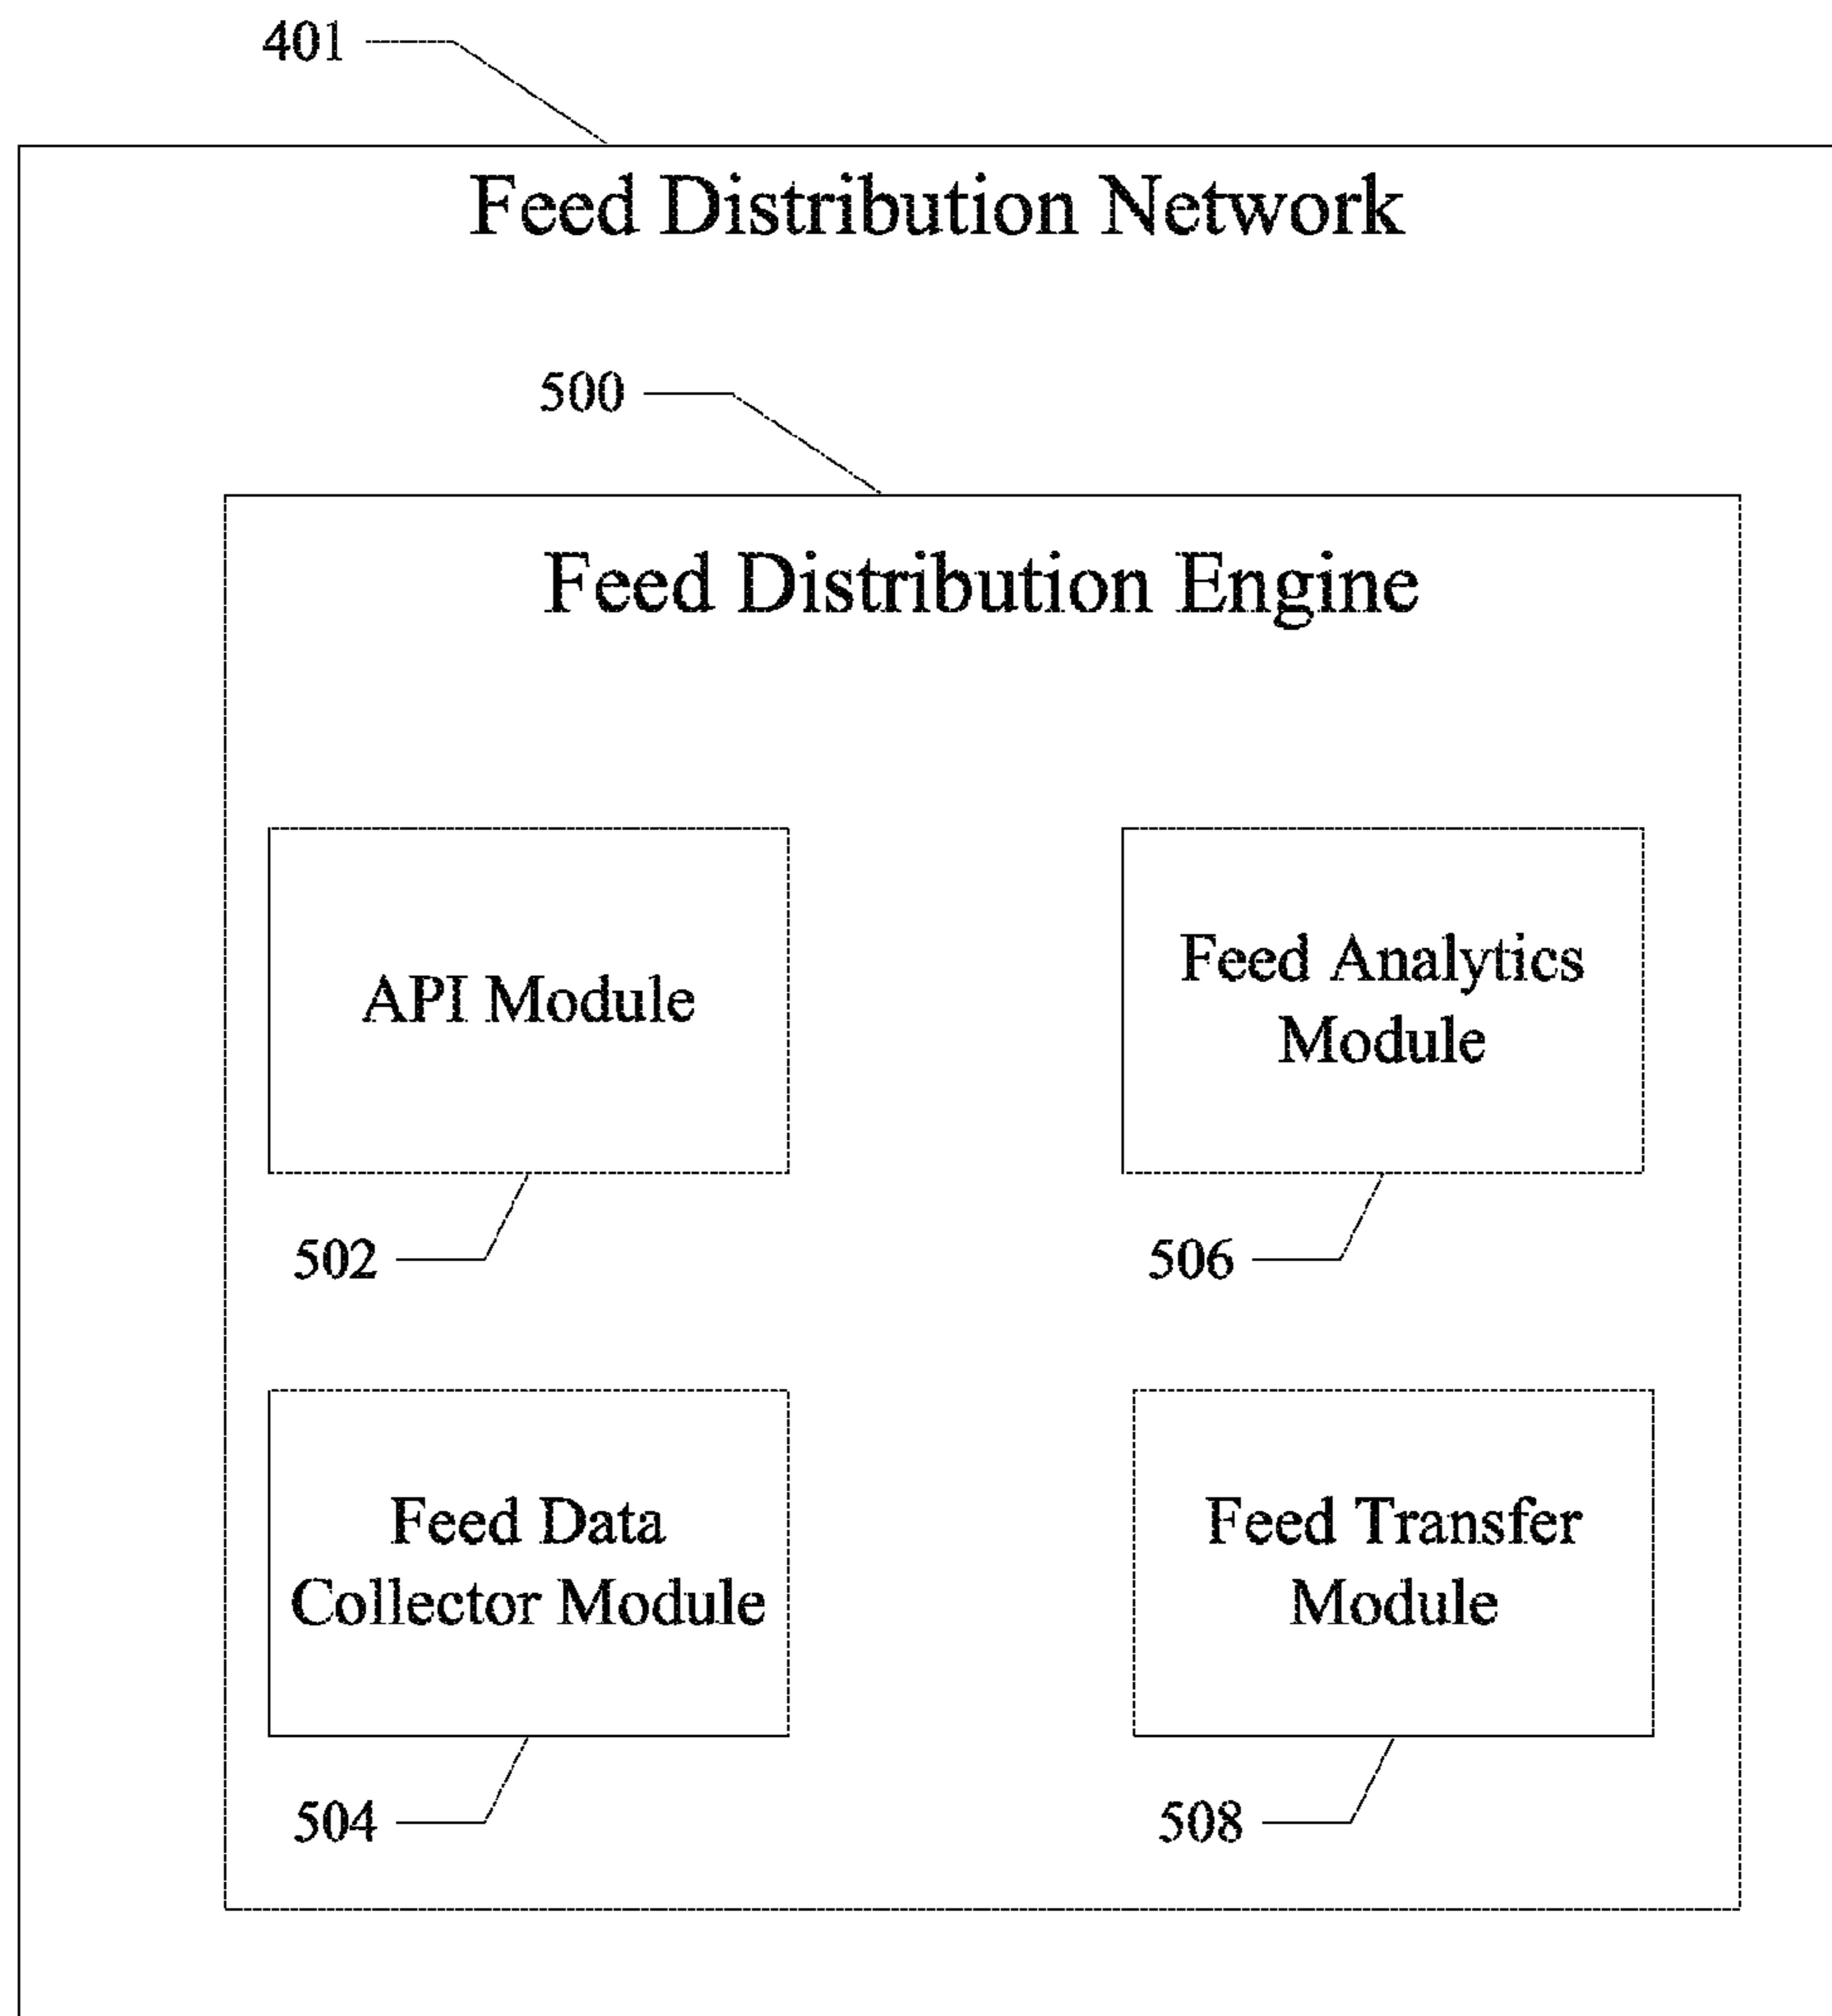 401
Feed Distribution Network
500
Feed Distribution Engine
API Module
502
Feed Analytics
Module
506
Feed Data
Collector Module
504
Feed Transfer
Module
508